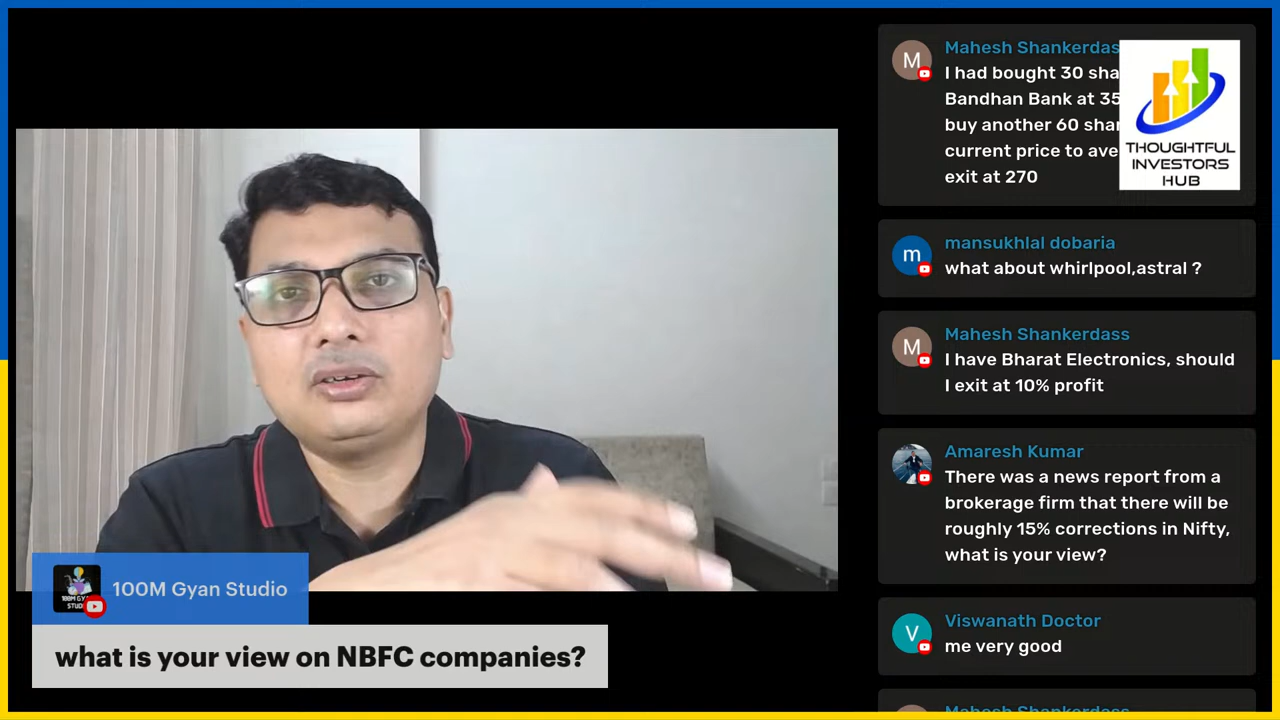 Mahesh Shankerdas
I had bought 30 sha
Bandhan Bank at 35
buy another 60 shar
current price to ave
exit at 270
THOUGHTFUL
INVESTORS
HUB
mansukhlal dobaria
what about whirlpool,astral ?
Mahesh Shankerdass
I have Bharat Electronics, should
I exit at 10% profit
Amaresh Kumar
There was a news report from a
brokerage firm that there will be
roughly 15% corrections in Nifty,
what is your view?
Viswanath Doctor
me very good
Mahesh Shankerdass
100M Gyan Studio
what is your view on NBFC companies?